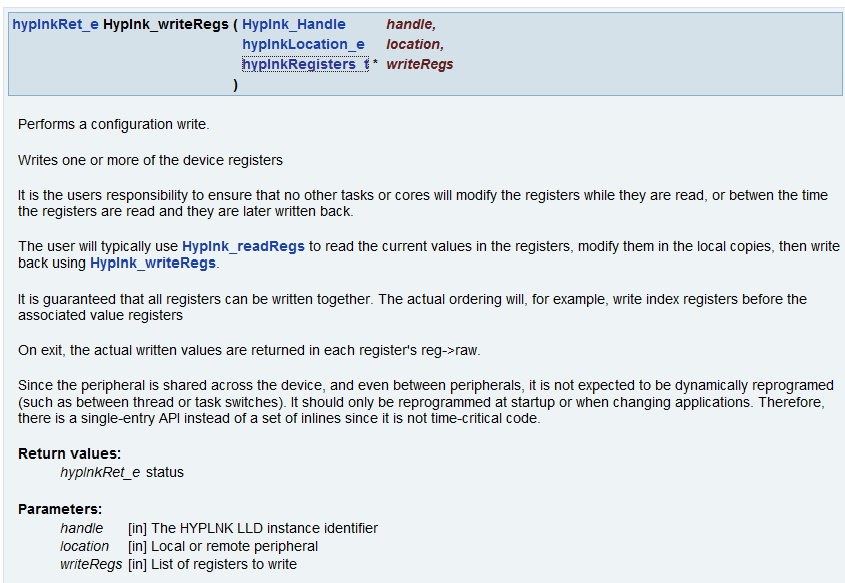 hyplnkRet_e Hyplnk_writeRegs ( Hyplnk_Handle handle,
hyplnkLocation_e location,
hyplnkRegisters_t * writeRegs
)
Performs a configuration write.
Writes one or more of the device registers
It is the users responsibility to ensure that no other tasks or cores will modify the registers while they are read, or betwen the time
the registers are read and they are later written back.
The user will typically use Hyplnk_readRegs to read the current values in the registers, modify them in the local copies, then write
back using Hyplnk_writeRegs.
It is guaranteed that all registers can be written together. The actual ordering will, for example, write index registers before the
associated value registers
On exit, the actual written values are returned in each register's reg->raw.
Since the peripheral is shared across the device, and even between peripherals, it is not expected to be dynamically reprogramed
(such as between thread or task switches). It should only be reprogrammed at startup or when changing applications. Therefore,
there is a single-entry API instead of a set of inlines since it is not time-critical code.
Return values:
hyplnkRet_e status
Parameters:
handle [in] The HYPLNK LLD instance identifier
location [in] Local or remote peripheral
writeRegs [in] List of registers to write